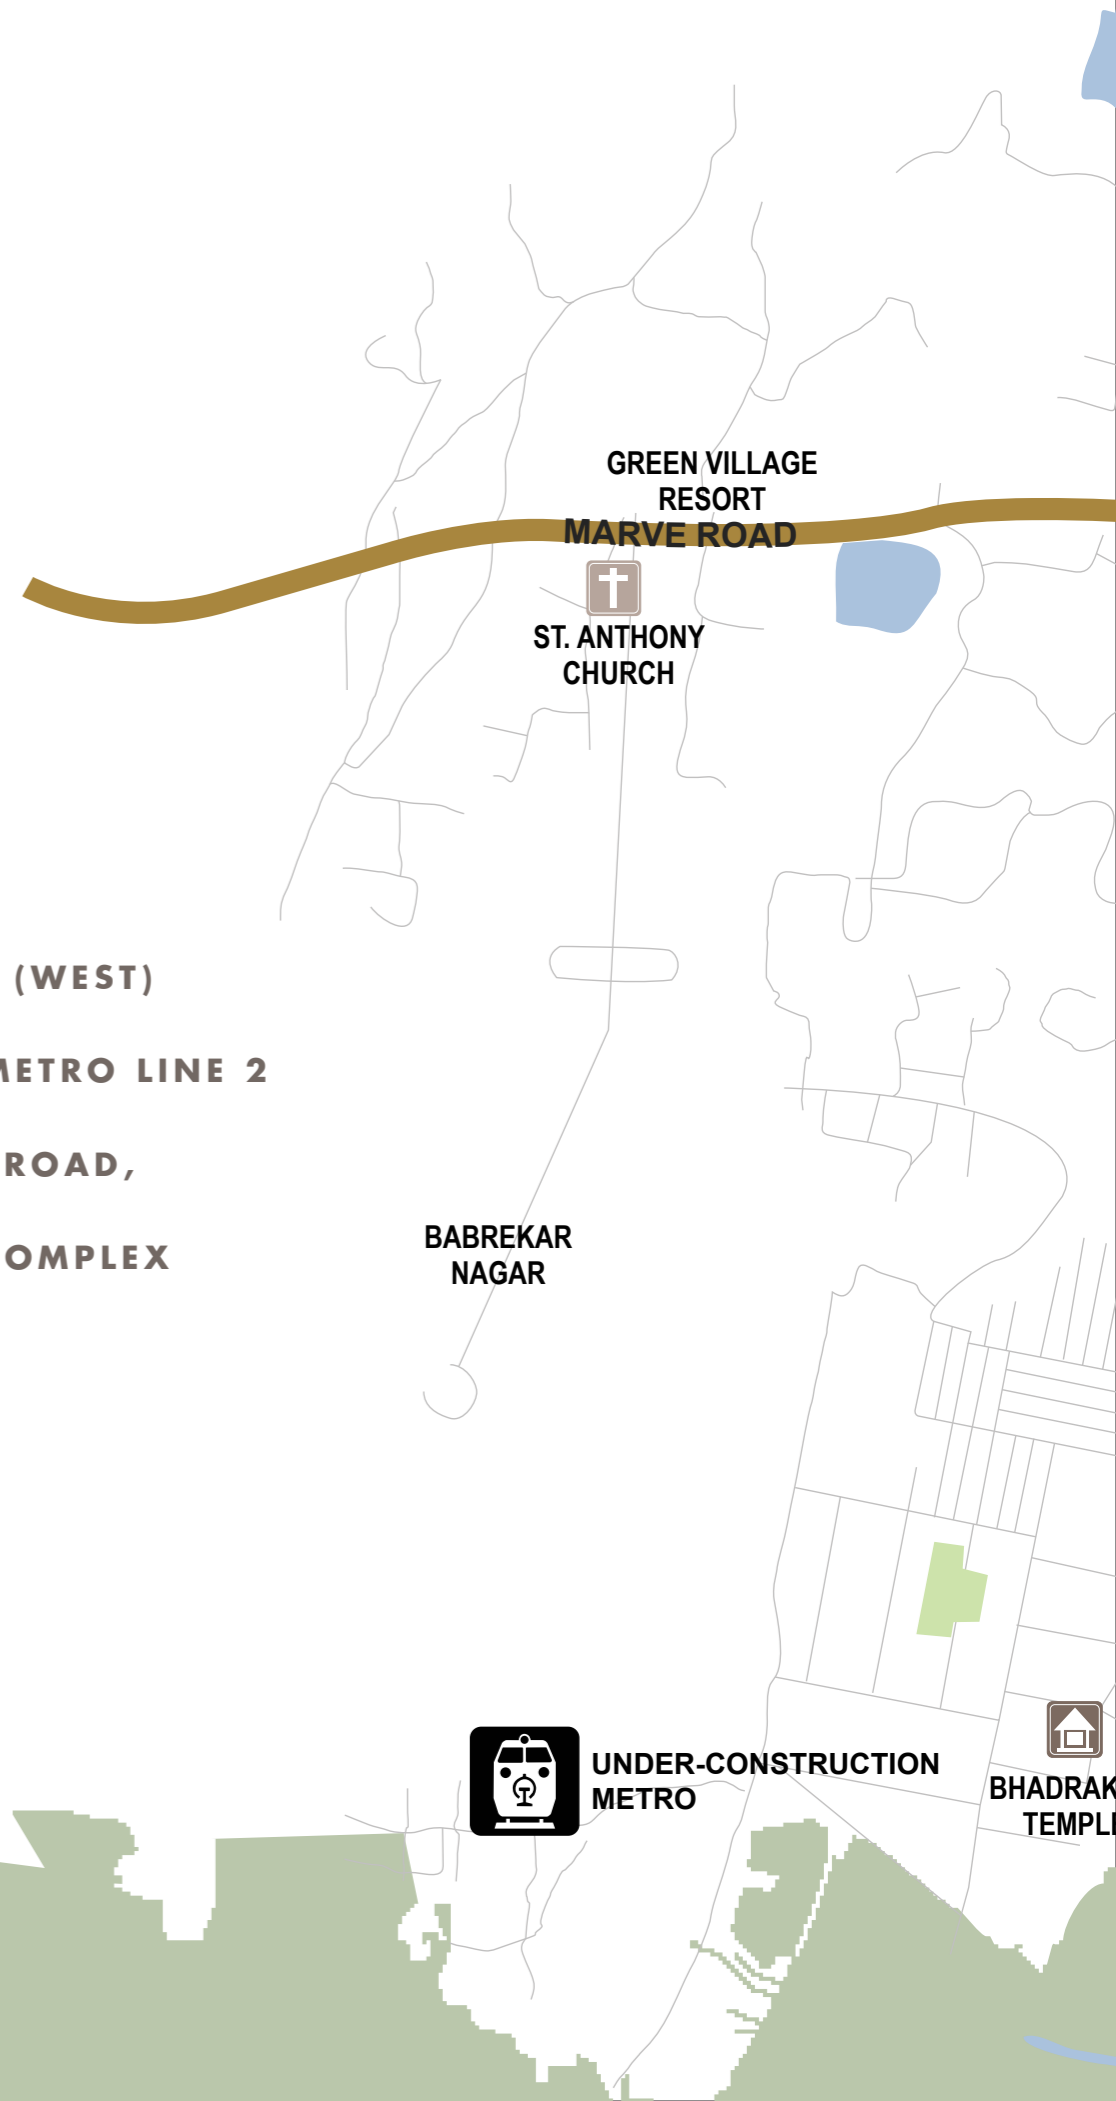 GREEN VILLAGE
RESORT
MARVE ROAD
ST. ANTHONY
CHURCH
(WEST)
METRO LINE 2
ROAD,
OMPLEX
BABREKAR
NAGAR
UNDER-CONSTRUCTION
METRO
BHADRAK
TEMPLE